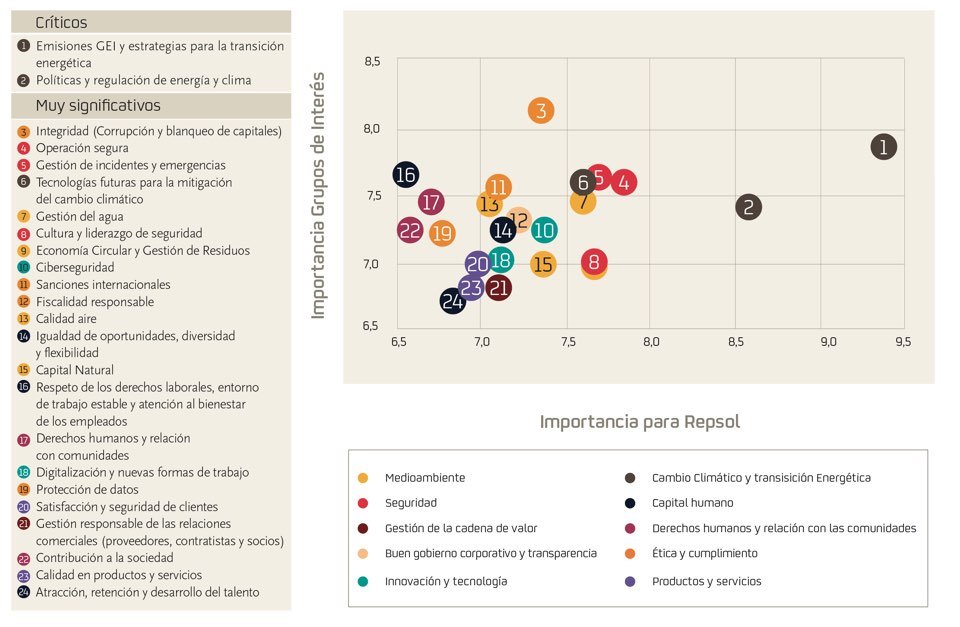 Críticos
1 Emisiones GEI y estrategias para la transición
energética
2 Políticas y regulación de energía y clima
Muy significativos
3 Integridad (Corrupción y blanqueo de capitales)
4 Operación segura
5 Gestión de incidentes y emergencias
6 Tecnologías futuras para la mitigación
del cambio climático
7 Gestión del agua
8 Cultura y liderazgo de seguridad
9 Economía Circular y Gestión de Residuos
10 Ciberseguridad
11 Sanciones internacionales
12 Fiscalidad responsable
13 Calidad aire
14 Igualdad de oportunidades, diversidad
y flexibilidad
15 Capital Natural
16 Respeto de los derechos laborales, entorno
de trabajo estable y atención al bienestar
de los empleados
17 Derechos humanos y relación
con comunidades
18 Digitalización y nuevas formas de trabajo
19 Protección de datos
20 Satisfacción y seguridad de clientes
21 Gestión responsable de las relaciones
comerciales (proveedores, contratistas y socios)
22 Contribución a la sociedad
23 Calidad en productos y servicios
24 Atracción, retención y desarrollo del talento
Importancia Grupos de Interés
8,5
8,0
7,5
7,0
6,5
3
1
16
5
6
4
11
17
13
7
2
12
22
19
14
10
20
18
15
8
23
21
24
6,5 7,0 7,5 8,0 8,5 9,0 9,5
Importancia para Repsol
Medioambiente
Seguridad
Gestión de la cadena de valor
Buen gobierno corporativo y transparencia
Innovación y tecnología
Cambio Climático y transisición Energética
Capital humano
Derechos humanos y relación con las comunidades
Ética y cumplimiento
Productos y servicios